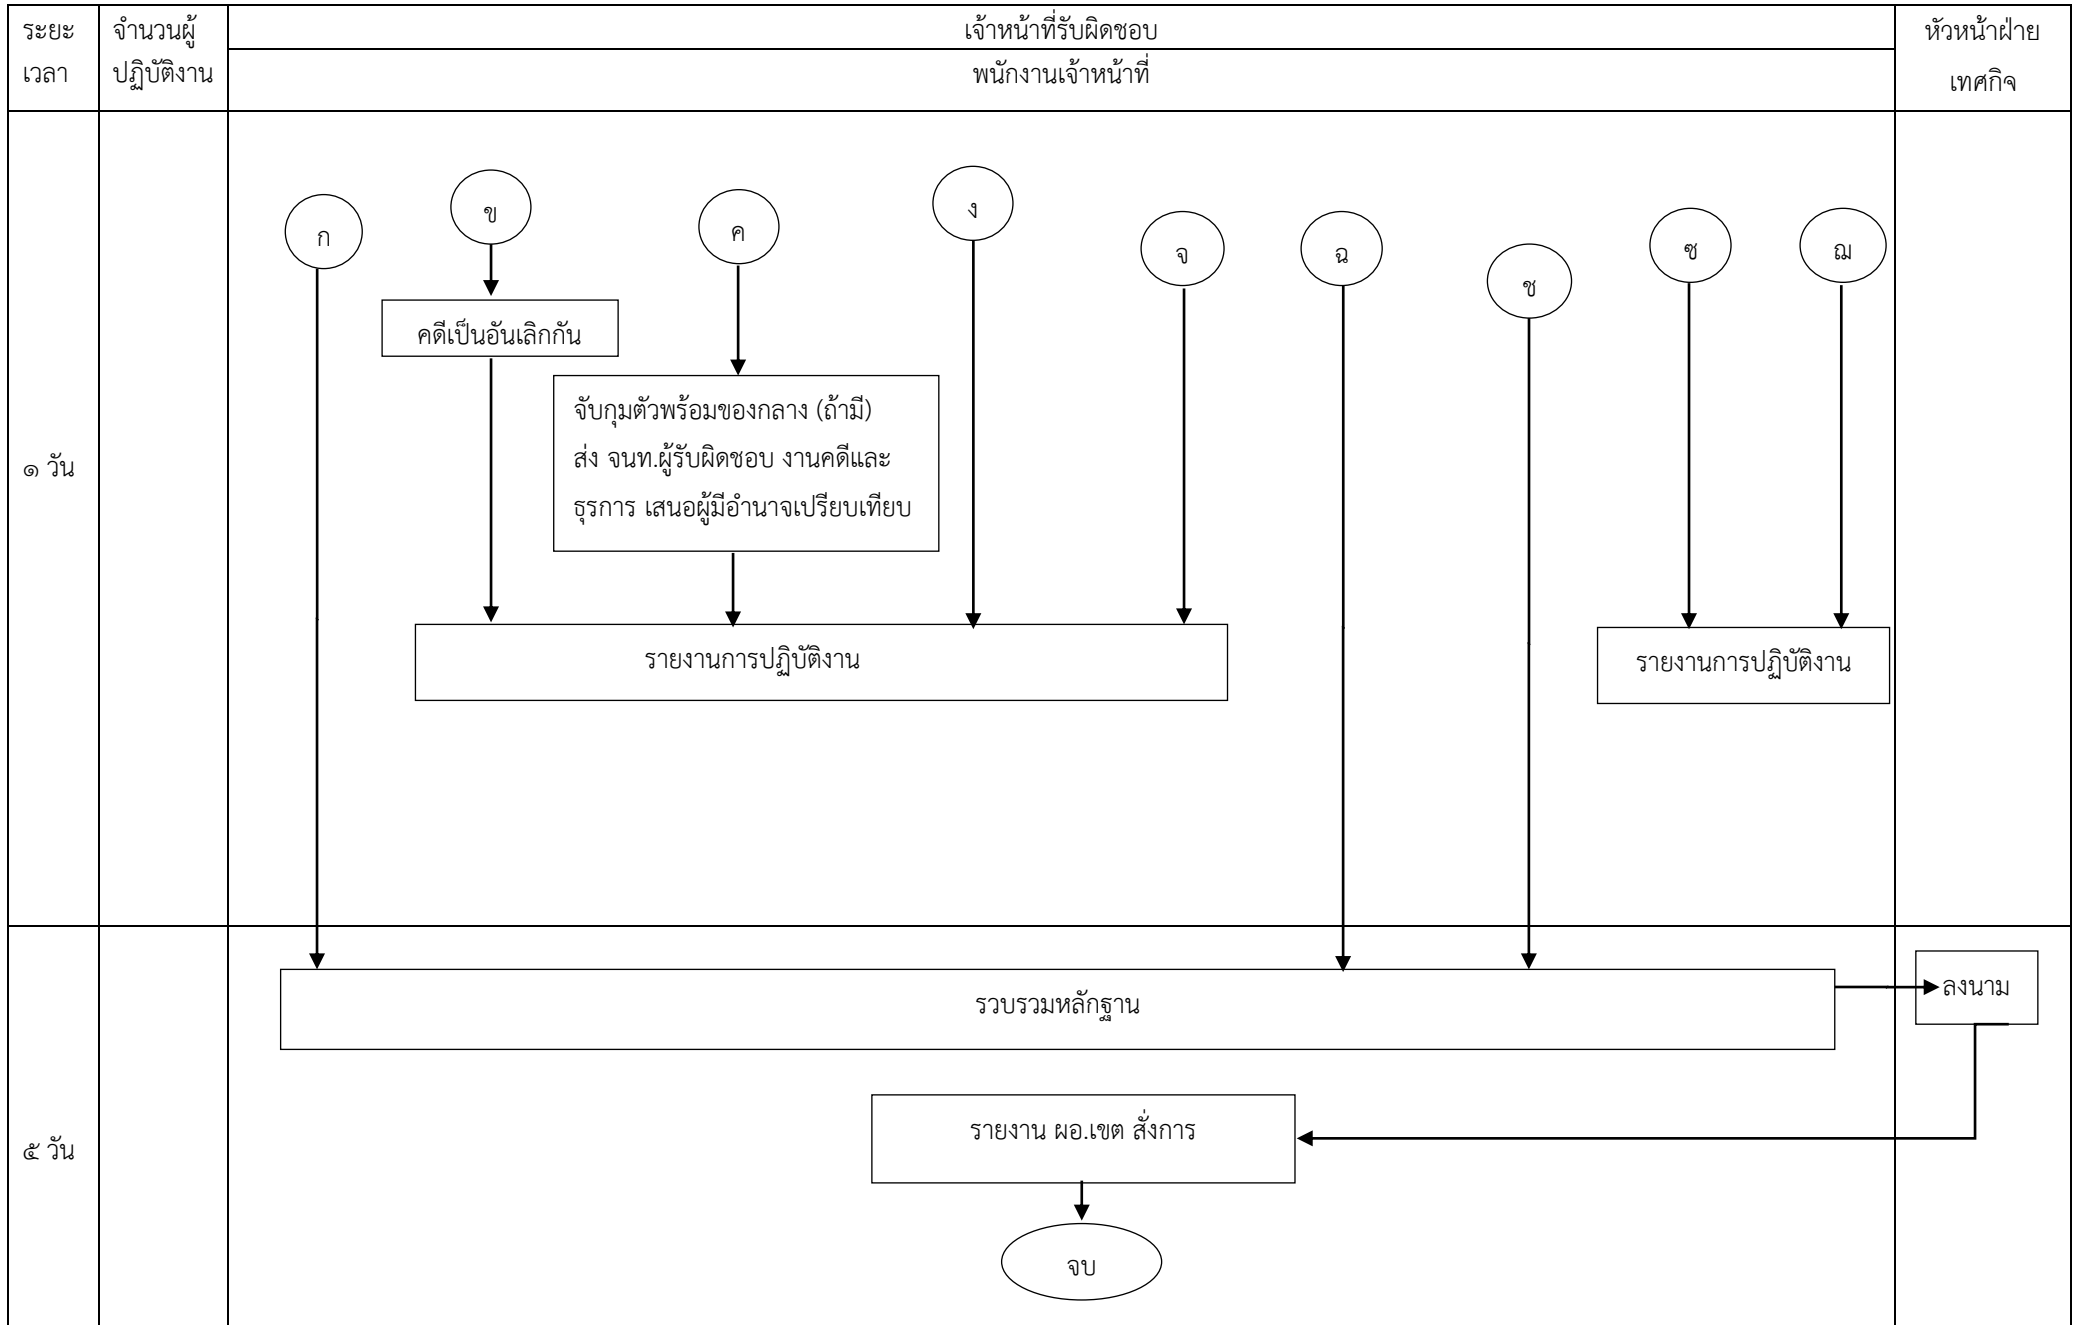 ระยะ
เวลา
จำนวนผู้
ปฏิบัติงาน
เจ้าหน้าที่รับผิดชอบ
พนักงานเจ้าหน้าที่
หัวหน้าฝ่าย
เทศกิจ
๑ วัน
ก
ข
ค
ง
จ
ฉ
ช
ซ
ฌ
คดีเป็นอันเลิกกัน
จับกุมตัวพร้อมของกลาง (ถ้ามี)
ส่ง จนท.ผู้รับผิดชอบ งานคดีและ
ธุรการ เสนอผู้มีอำนาจเปรียบเทียบ
รายงานการปฏิบัติงาน
รายงานการปฏิบัติงาน
๕ วัน
รวบรวมหลักฐาน
ลงนาม
รายงาน ผอ.เขต สั่งการ
จบ